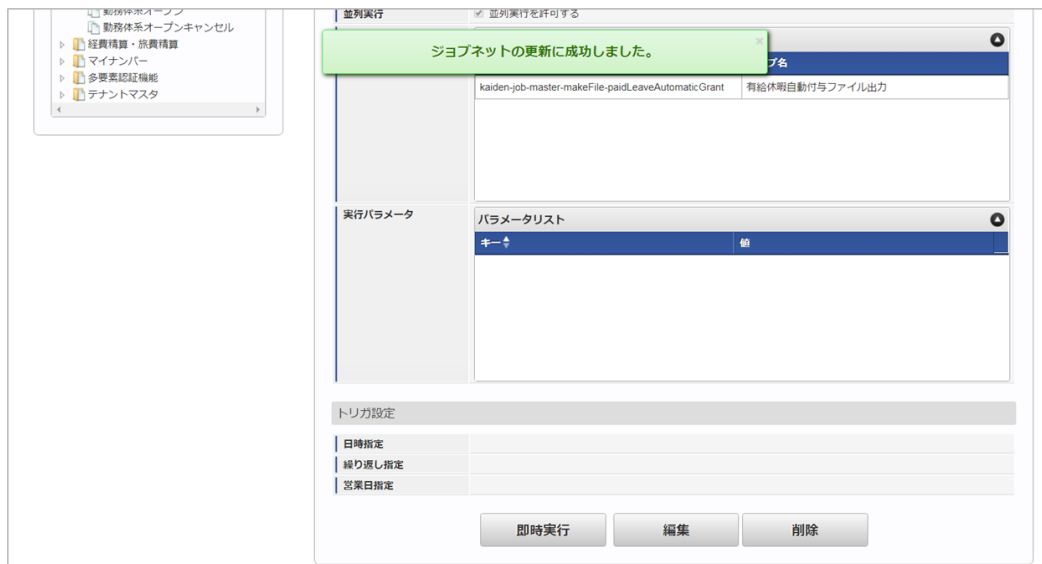 勤務体系オープン
勤務体系オープンキャンセル
経費精算・旅費精算
マイナンバー
多要素認証機能
テナントマスタ
並列実行
並列実行を許可する
ジョブネットの更新に成功しました。
×
ブ名
kaiden-job-master-makeFile-paidLeaveAutomaticGrant
有給休暇自動付与ファイル出力
実行パラメータ
パラメータリスト
キー
値
トリガ設定
日時指定
繰り返し指定
営業日指定
即時実行
編集
削除